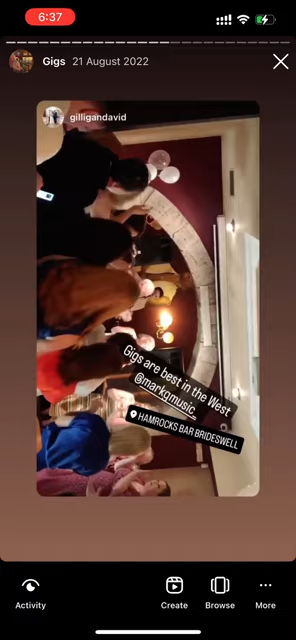 6:37
Gigs 21 August 2022
gilligandavid
Gigs are best in the West
@markqmusic_
HAMROCKS BAR BRIDESWELL
Activity
Create
Browse
More